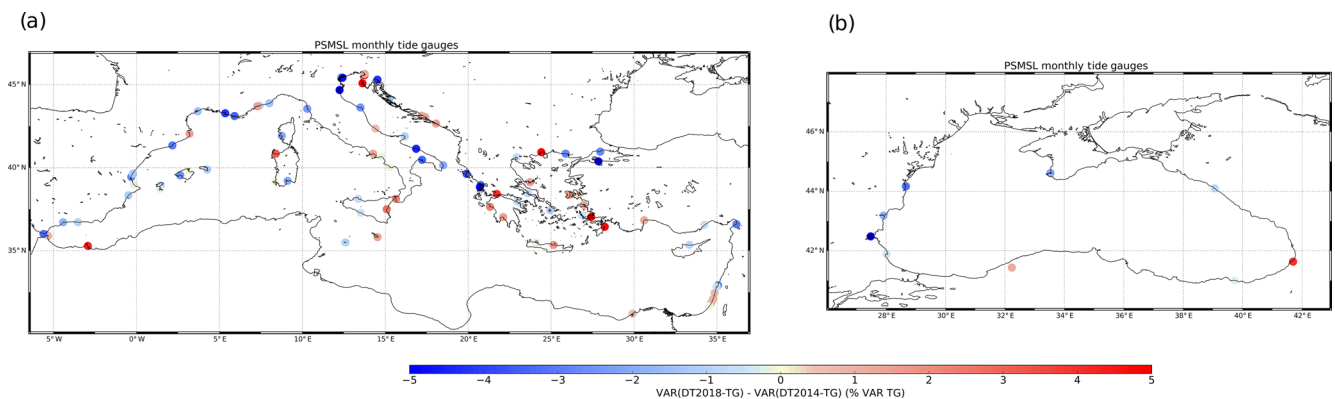 (a)
PSMSL monthly tide gauges
45°N
40°N
35°N
5°W
0°W
5°E
10°E
15°E
20°E
25°E
30°E
35°E
(b)
PSMSL monthly tide gauges
46°N
44°N
42°N
28°E
30°E
32°E
34°E
36°E
38°E
40°E
42°E
-5 -4 -3 -2 -1 0 1 2 3 4 5
VAR(DT2018-TG) - VAR(DT2014-TG) (% VAR TG)